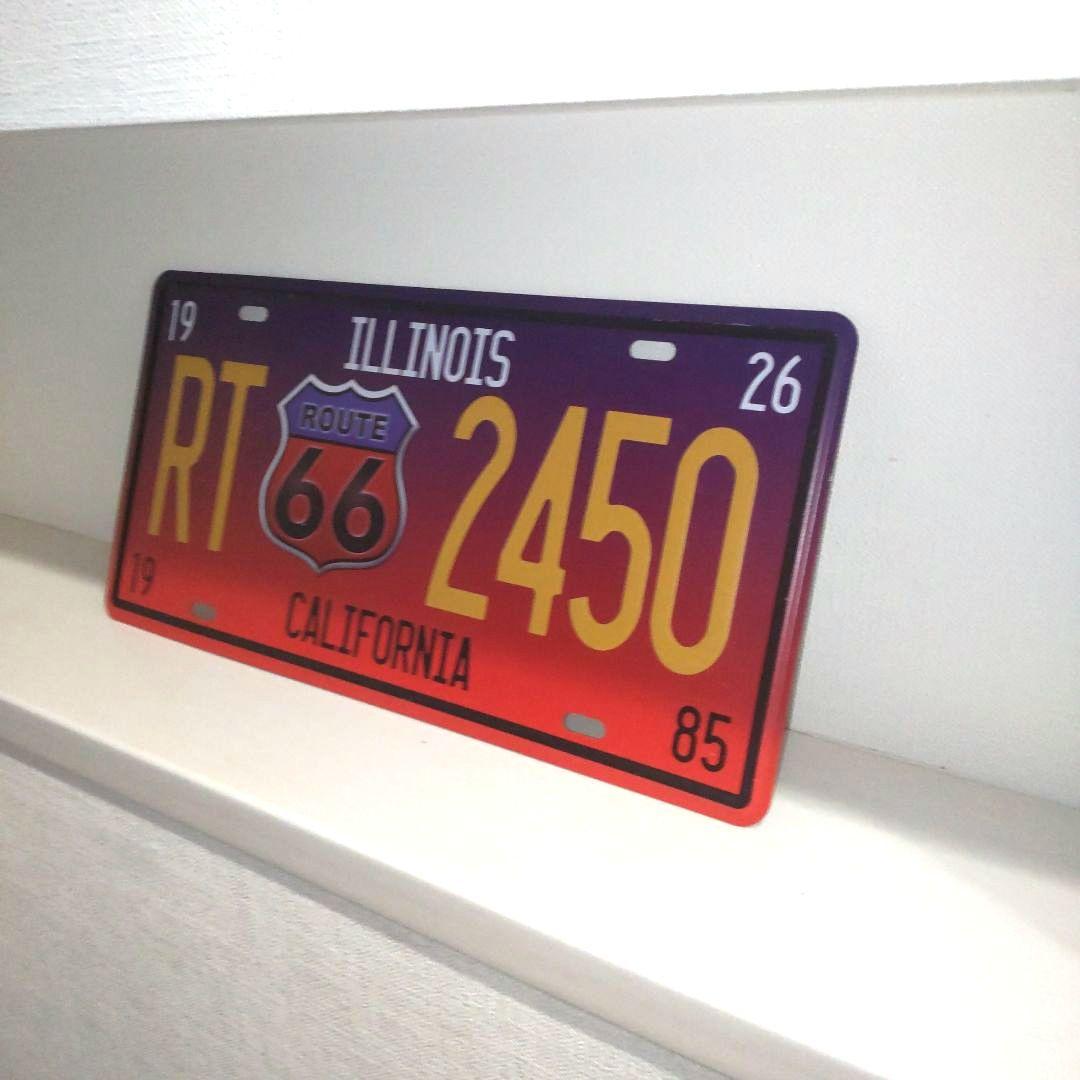 19 ILLINOIS 26
RT ROUTE 66 2450
19 CALIFORNIA 85